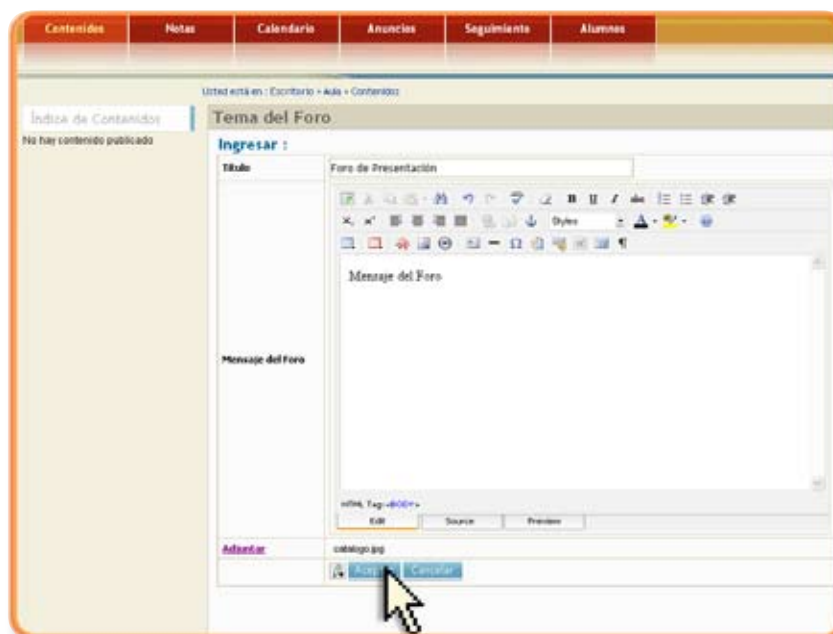 Contenidos Notas Calendario Anuncios Seguimiento Alumnos
Usted está en : Escritorio » Aula » Contenidos
Índice de Contenidos
No hay contenido publicado
Tema del Foro
Ingresar :
Título Foro de Presentación
Styles
Mensaje del Foro
Mensaje del Foro
HTML Tag:<BODY>
Edit Source Preview
Adjuntar catalogo.jpg
Cancelar